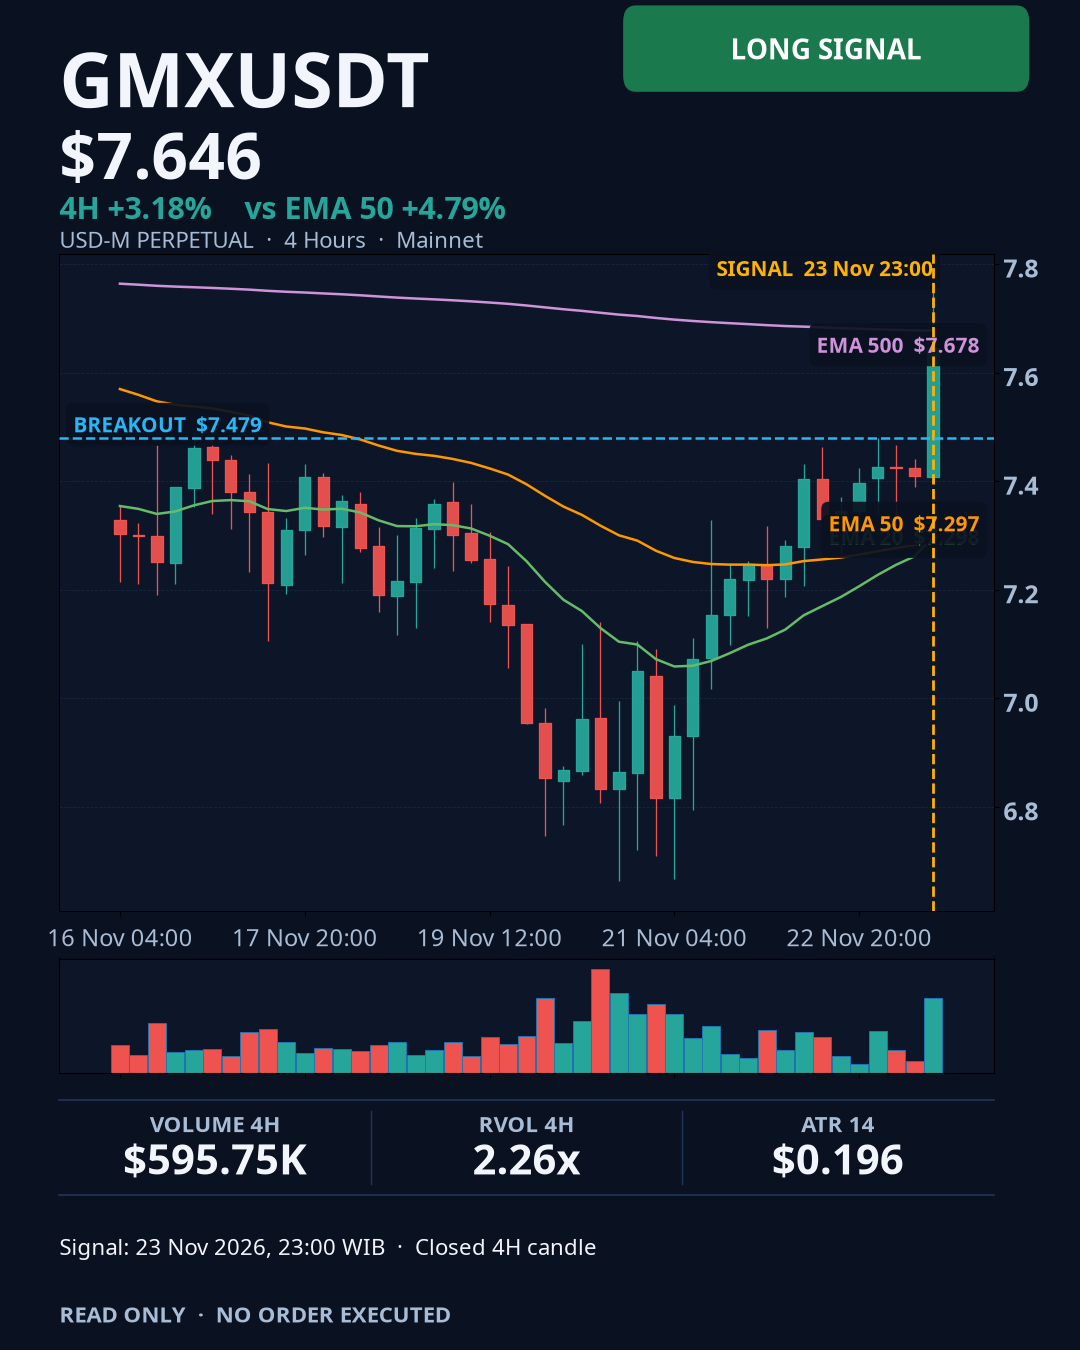 LONG SIGNAL
GMXUSDT
$7.646
4H +3.18% vs EMA 50 +4.79%
USD-M PERPETUAL · 4 Hours · Mainnet
SIGNAL 23 Nov 23:00
7.8
EMA 500 $7.678
7.6
BREAKOUT $7.479
7.4
EMA 50 $7.297
EMA 20 $7.298
7.2
7.0
6.8
16 Nov 04:00 17 Nov 20:00 19 Nov 12:00 21 Nov 04:00 22 Nov 20:00
VOLUME 4H RVOL 4H ATR 14
$595.75K 2.26x $0.196
Signal: 23 Nov 2026, 23:00 WIB · Closed 4H candle
READ ONLY · NO ORDER EXECUTED